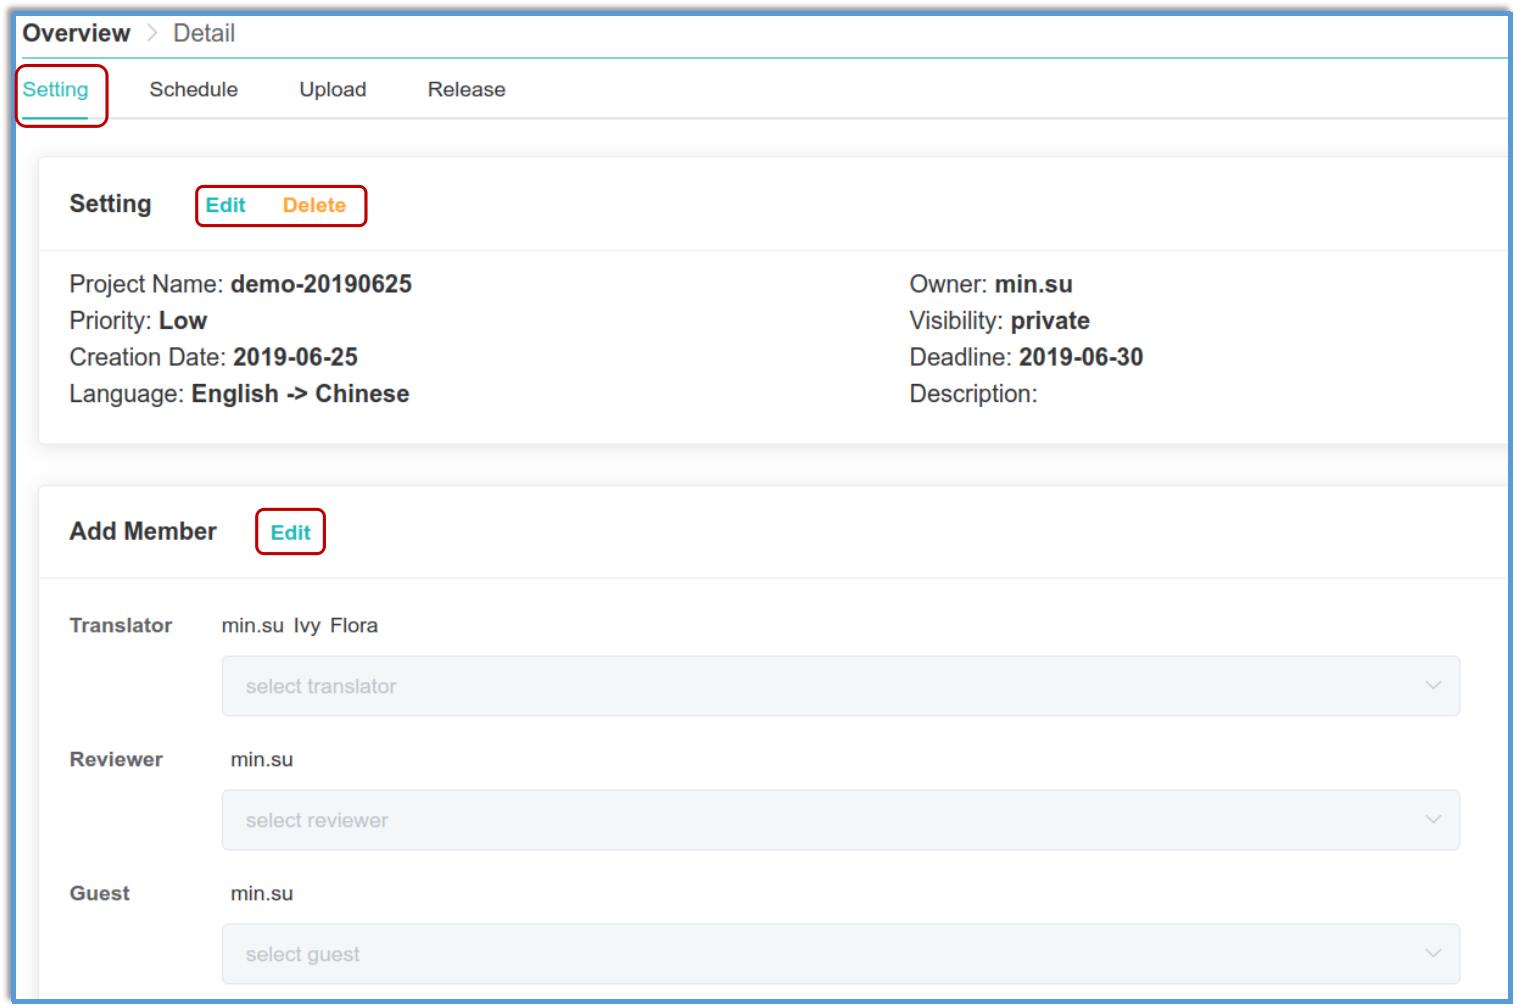 Overview > Detail
Setting Schedule Upload Release
Setting Edit Delete
Project Name: demo-20190625 Owner: min.su
Priority: Low Visibility: private
Creation Date: 2019-06-25 Deadline: 2019-06-30
Language: English -> Chinese Description:
Add Member Edit
Translator min.su Ivy Flora
select translator
Reviewer min.su
select reviewer
Guest min.su
select guest